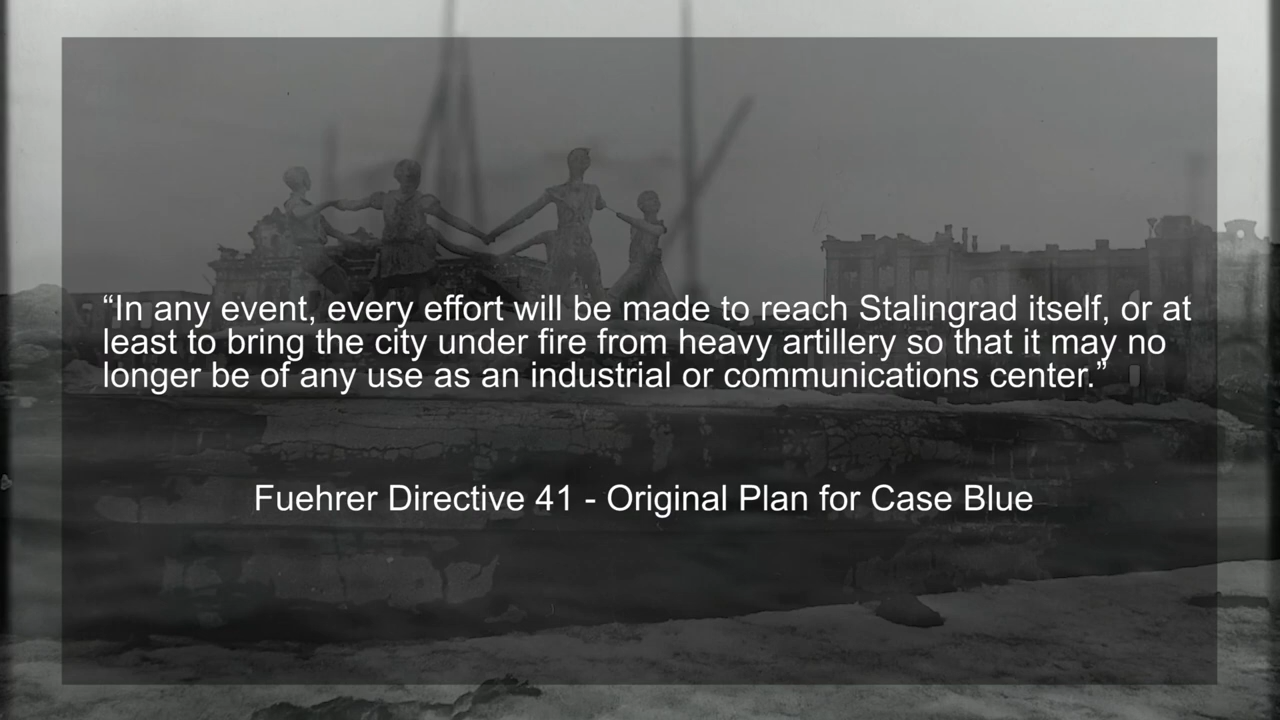 “In any event, every effort will be made to reach Stalingrad itself, or at
least to bring the city under fire from heavy artillery so that it may no
longer be of any use as an industrial or communications center.”
Fuehrer Directive 41 - Original Plan for Case Blue